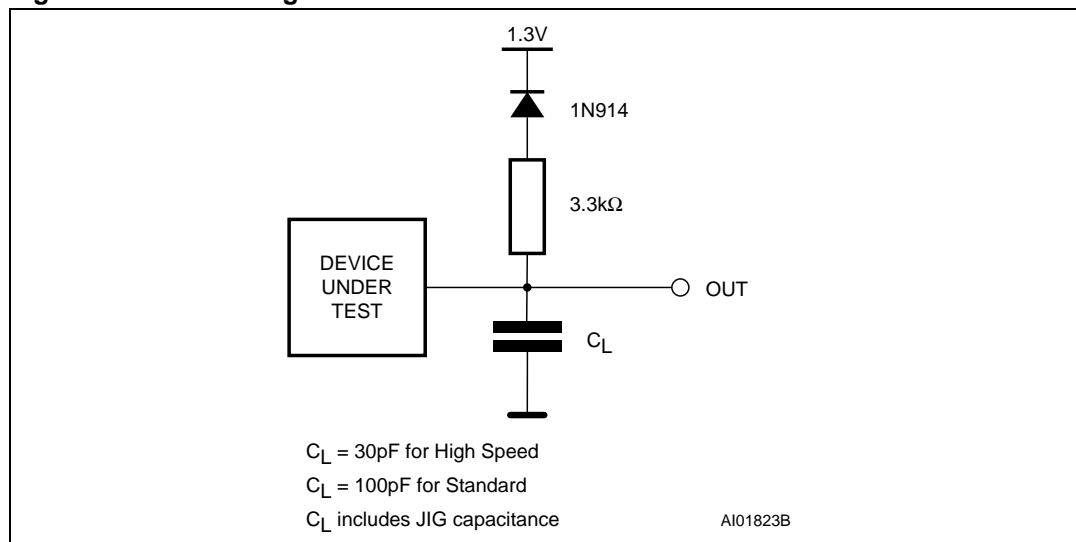 1.3V
1N914
3.3kΩ
DEVICE
UNDER
TEST
OUT
CL
CL = 30pF for High Speed
CL = 100pF for Standard
CL includes JIG capacitance
AI01823B